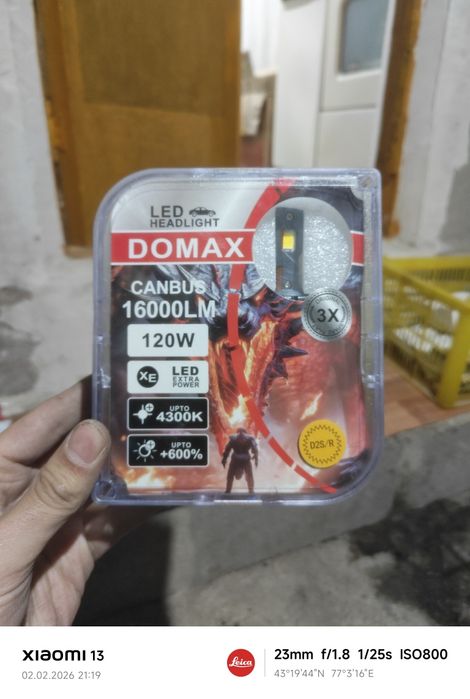 LED
HEADLIGHT
DOMAX
CANBUS
16000LM
3X
120W
XE
LED
EXTRA
POWER
UPTO
4300K
UPTO
+600%
D2S/R
XIAOMI 13
02.02.2026 21:19
Leica
23mm f/1.8 1/25s ISO800
43°19'44"N 77°3'16"E